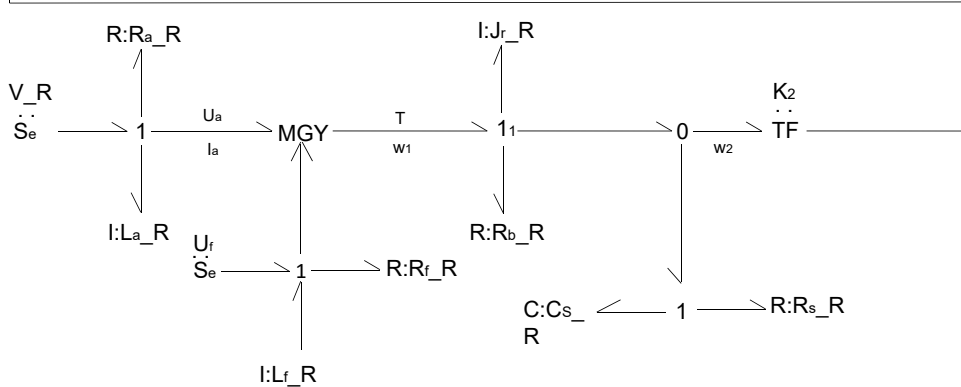 R:Ra_R
I:Jr_R
V_R
K2
Se
1
Ua
Ia
MGY
T
w1
11
0
w2
TF
I:La_R
R:Rb_R
Uf
Se
1
R:Rf_R
C:CS_
R
1
R:Rs_R
I:Lf_R